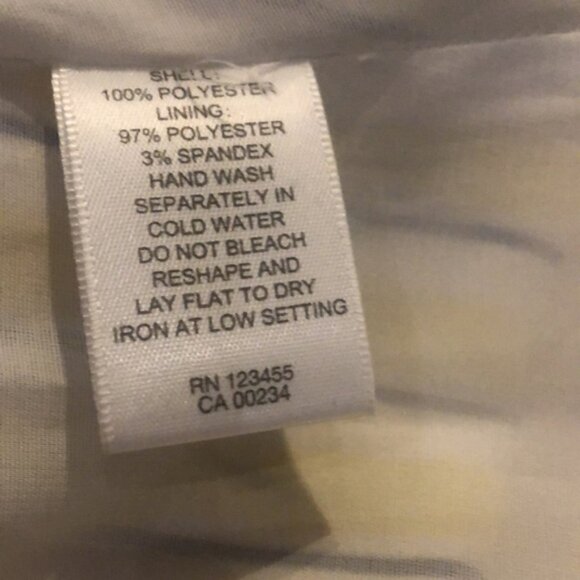 SHELL:
100% POLYESTER
LINING:
97% POLYESTER
3% SPANDEX
HAND WASH
SEPARATELY IN
COLD WATER
DO NOT BLEACH
RESHAPE AND
LAY FLAT TO DRY
IRON AT LOW SETTING
RN 123455
CA 00234